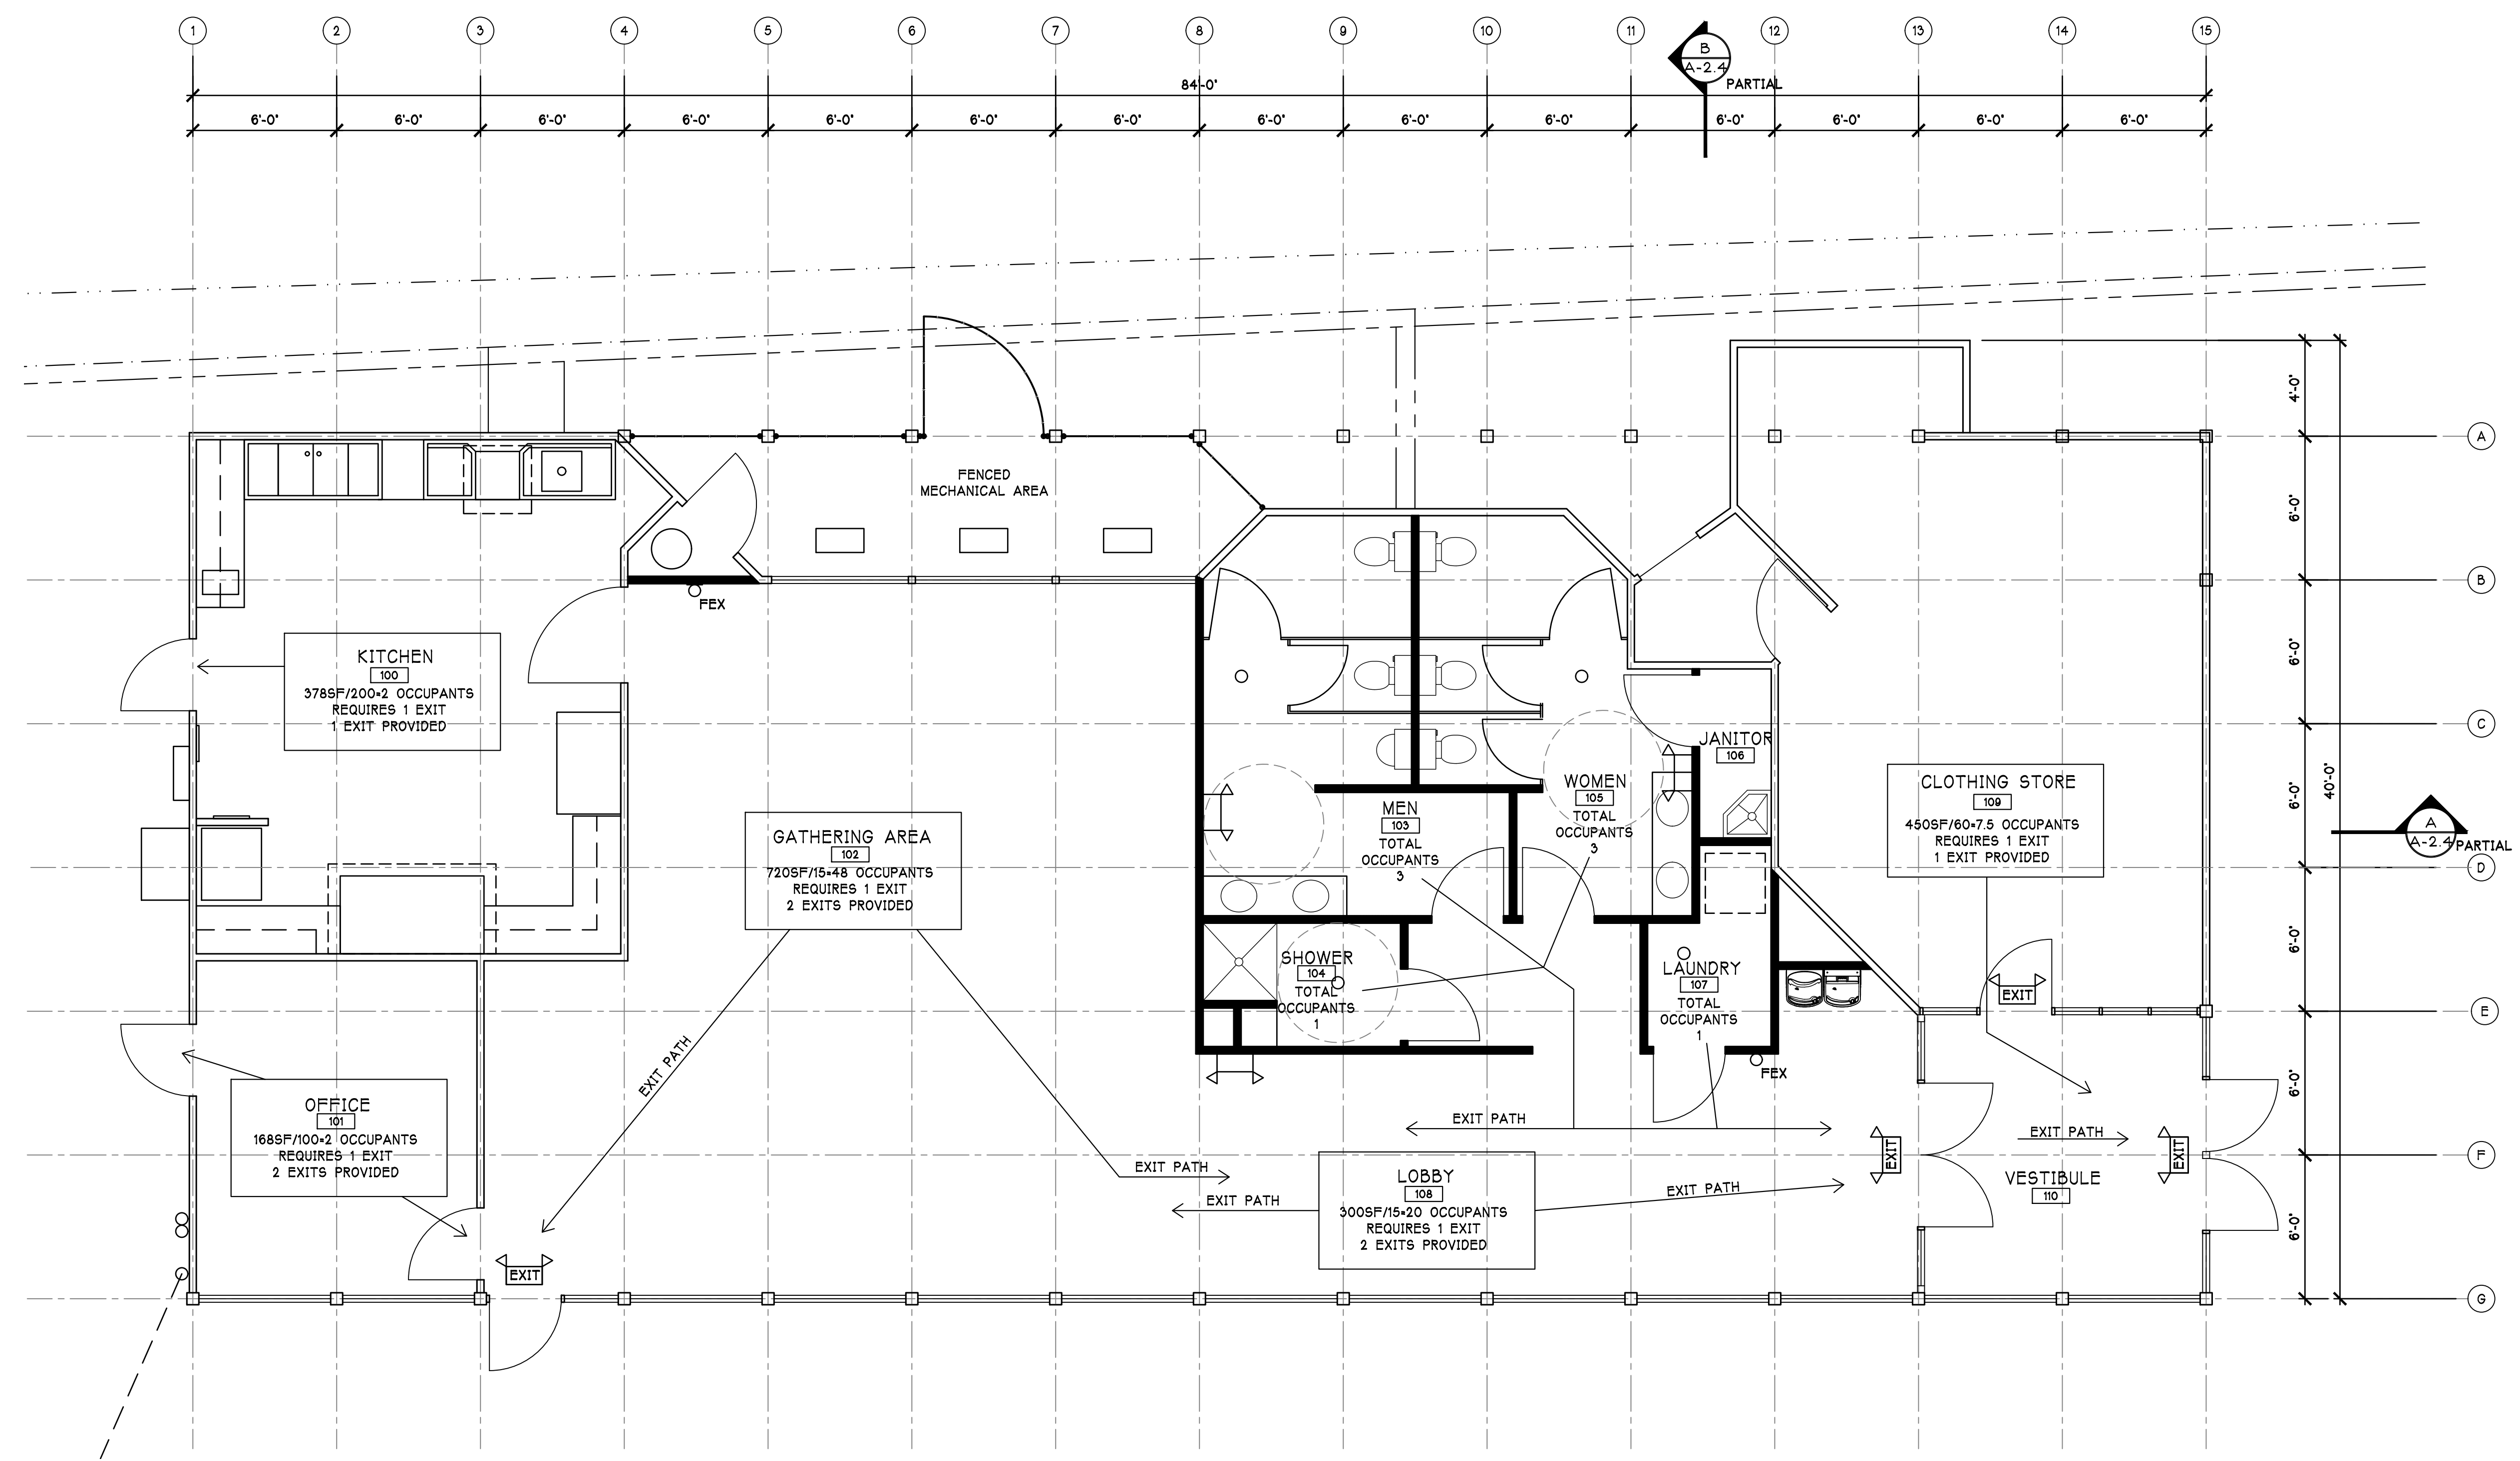 1 2 3 4 5 6 7 8 9 10 11 12 13 14 15
B
A-2.4
PARTIAL
84'-0"
6'-0" 6'-0" 6'-0" 6'-0" 6'-0" 6'-0" 6'-0" 6'-0" 6'-0" 6'-0" 6'-0" 6'-0" 6'-0" 6'-0"
4'-0"
A
FENCED
MECHANICAL AREA
6'-0"
B
FEX
6'-0"
KITCHEN
100
378SF/200=2 OCCUPANTS
REQUIRES 1 EXIT
1 EXIT PROVIDED
C
JANITOR
106
40'-0"
6'-0"
GATHERING AREA
102
720SF/15=48 OCCUPANTS
REQUIRES 1 EXIT
2 EXITS PROVIDED
MEN
103
TOTAL
OCCUPANTS
3
WOMEN
105
TOTAL
OCCUPANTS
3
CLOTHING STORE
109
450SF/60=7.5 OCCUPANTS
REQUIRES 1 EXIT
1 EXIT PROVIDED
A
A-2.4
PARTIAL
D
6'-0"
SHOWER
104
TOTAL
OCCUPANTS
1
LAUNDRY
107
TOTAL
OCCUPANTS
1
EXIT
E
EXIT PATH
FEX
6'-0"
OFFICE
101
168SF/100=2 OCCUPANTS
REQUIRES 1 EXIT
2 EXITS PROVIDED
EXIT PATH
EXIT PATH
EXIT
EXIT
F
EXIT PATH
EXIT PATH
EXIT PATH
LOBBY
108
300SF/15=20 OCCUPANTS
REQUIRES 1 EXIT
2 EXITS PROVIDED
VESTIBULE
110
6'-0"
EXIT
G